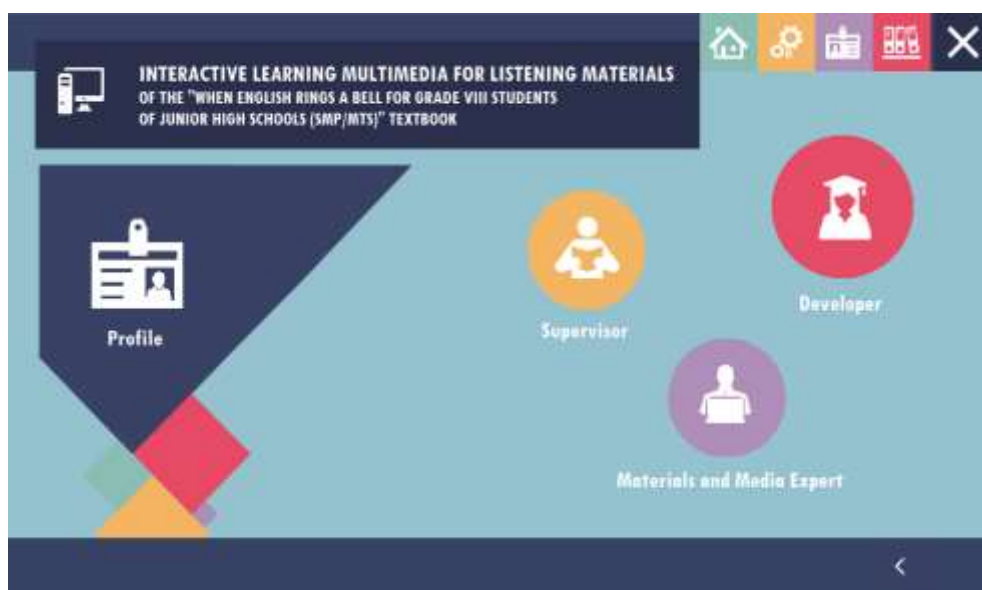 INTERACTIVE LEARNING MULTIMEDIA FOR LISTENING MATERIALS
OF THE "WHEN ENGLISH RINGS A BELL FOR GRADE VIII STUDENTS
OF JUNIOR HIGH SCHOOLS (SMP/MTS)" TEXTBOOK
Profile
Supervisor
Developer
Materials and Media Expert